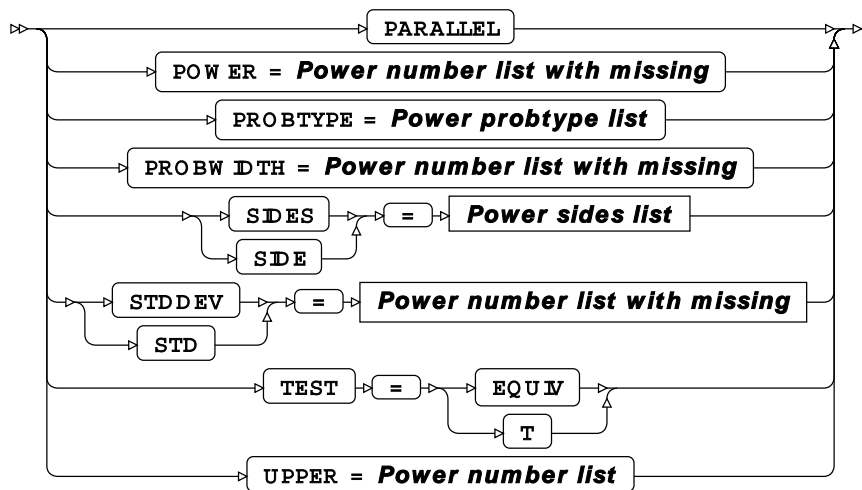 PARALLEL
POWER = Power number list with missing
PROBTYPE = Power probtype list
PROBWIDTH = Power number list with missing
SIDES = Power sides list
SIDE
STDDEV = Power number list with missing
STD
TEST = EQUIV
T
UPPER = Power number list